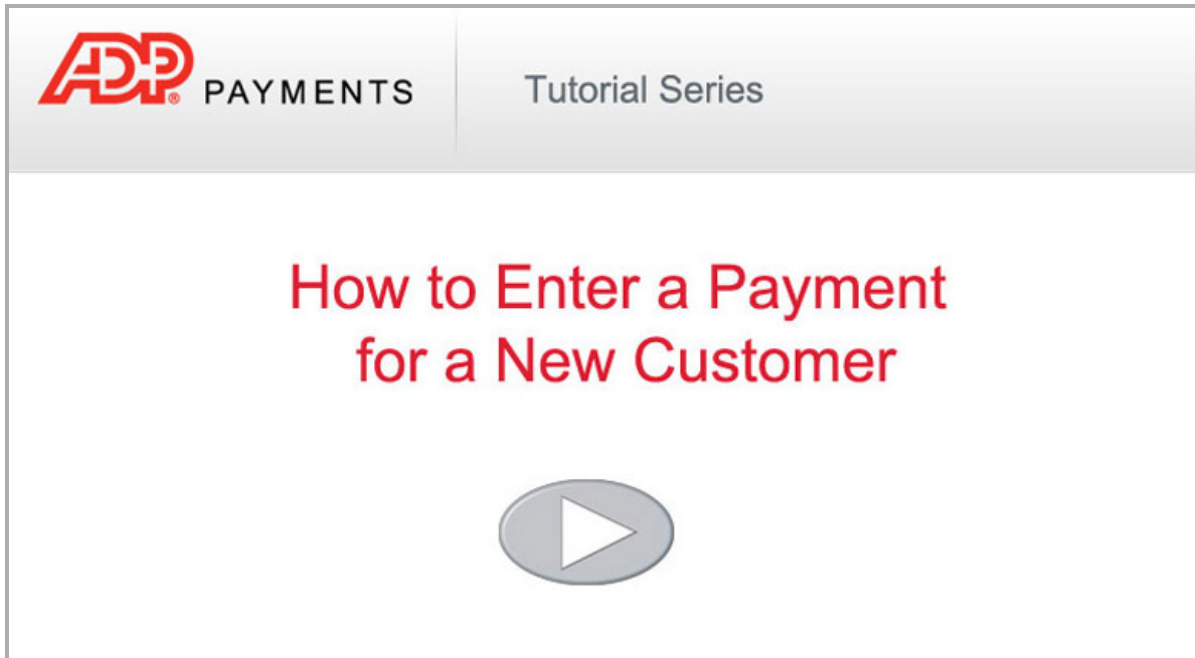 ADP® PAYMENTS
Tutorial Series
How to Enter a Payment
for a New Customer